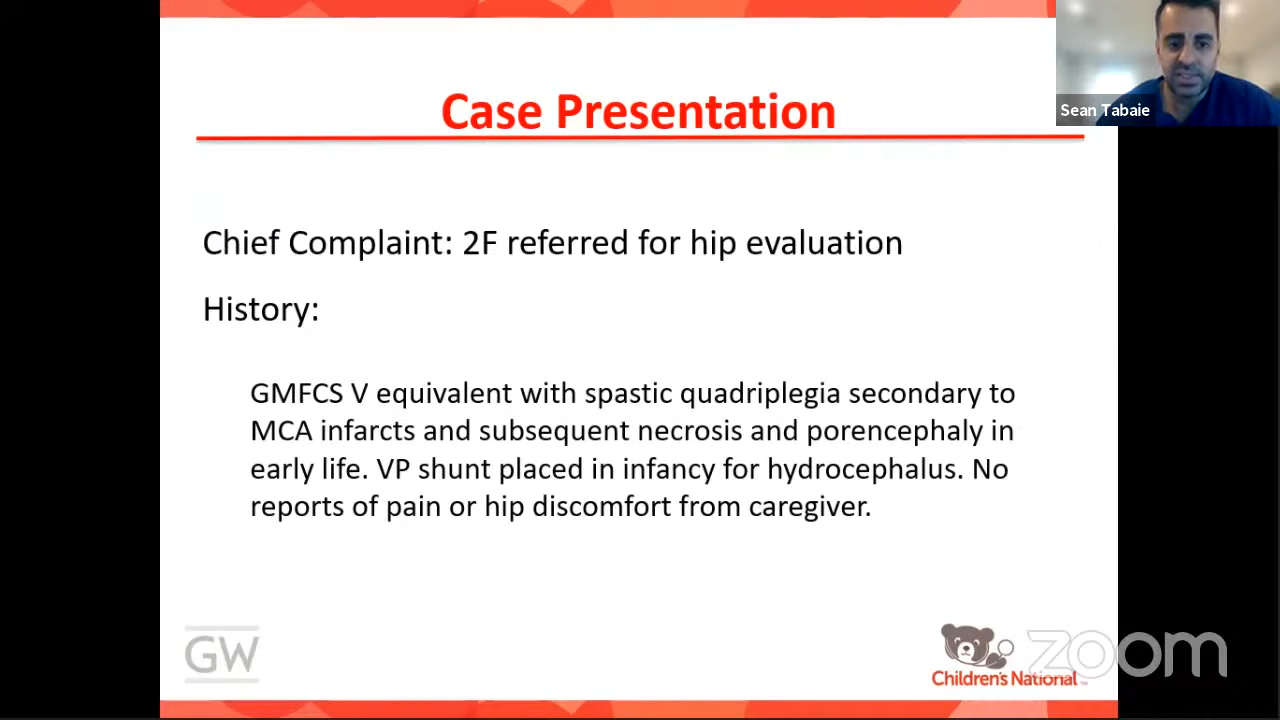 Sean Tabaie
Case Presentation
Chief Complaint: 2F referred for hip evaluation
History:
GMFCS V equivalent with spastic quadriplegia secondary to
MCA infarcts and subsequent necrosis and porencephaly in
early life. VP shunt placed in infancy for hydrocephalus. No
reports of pain or hip discomfort from caregiver.
GW
Children's National™
zoom